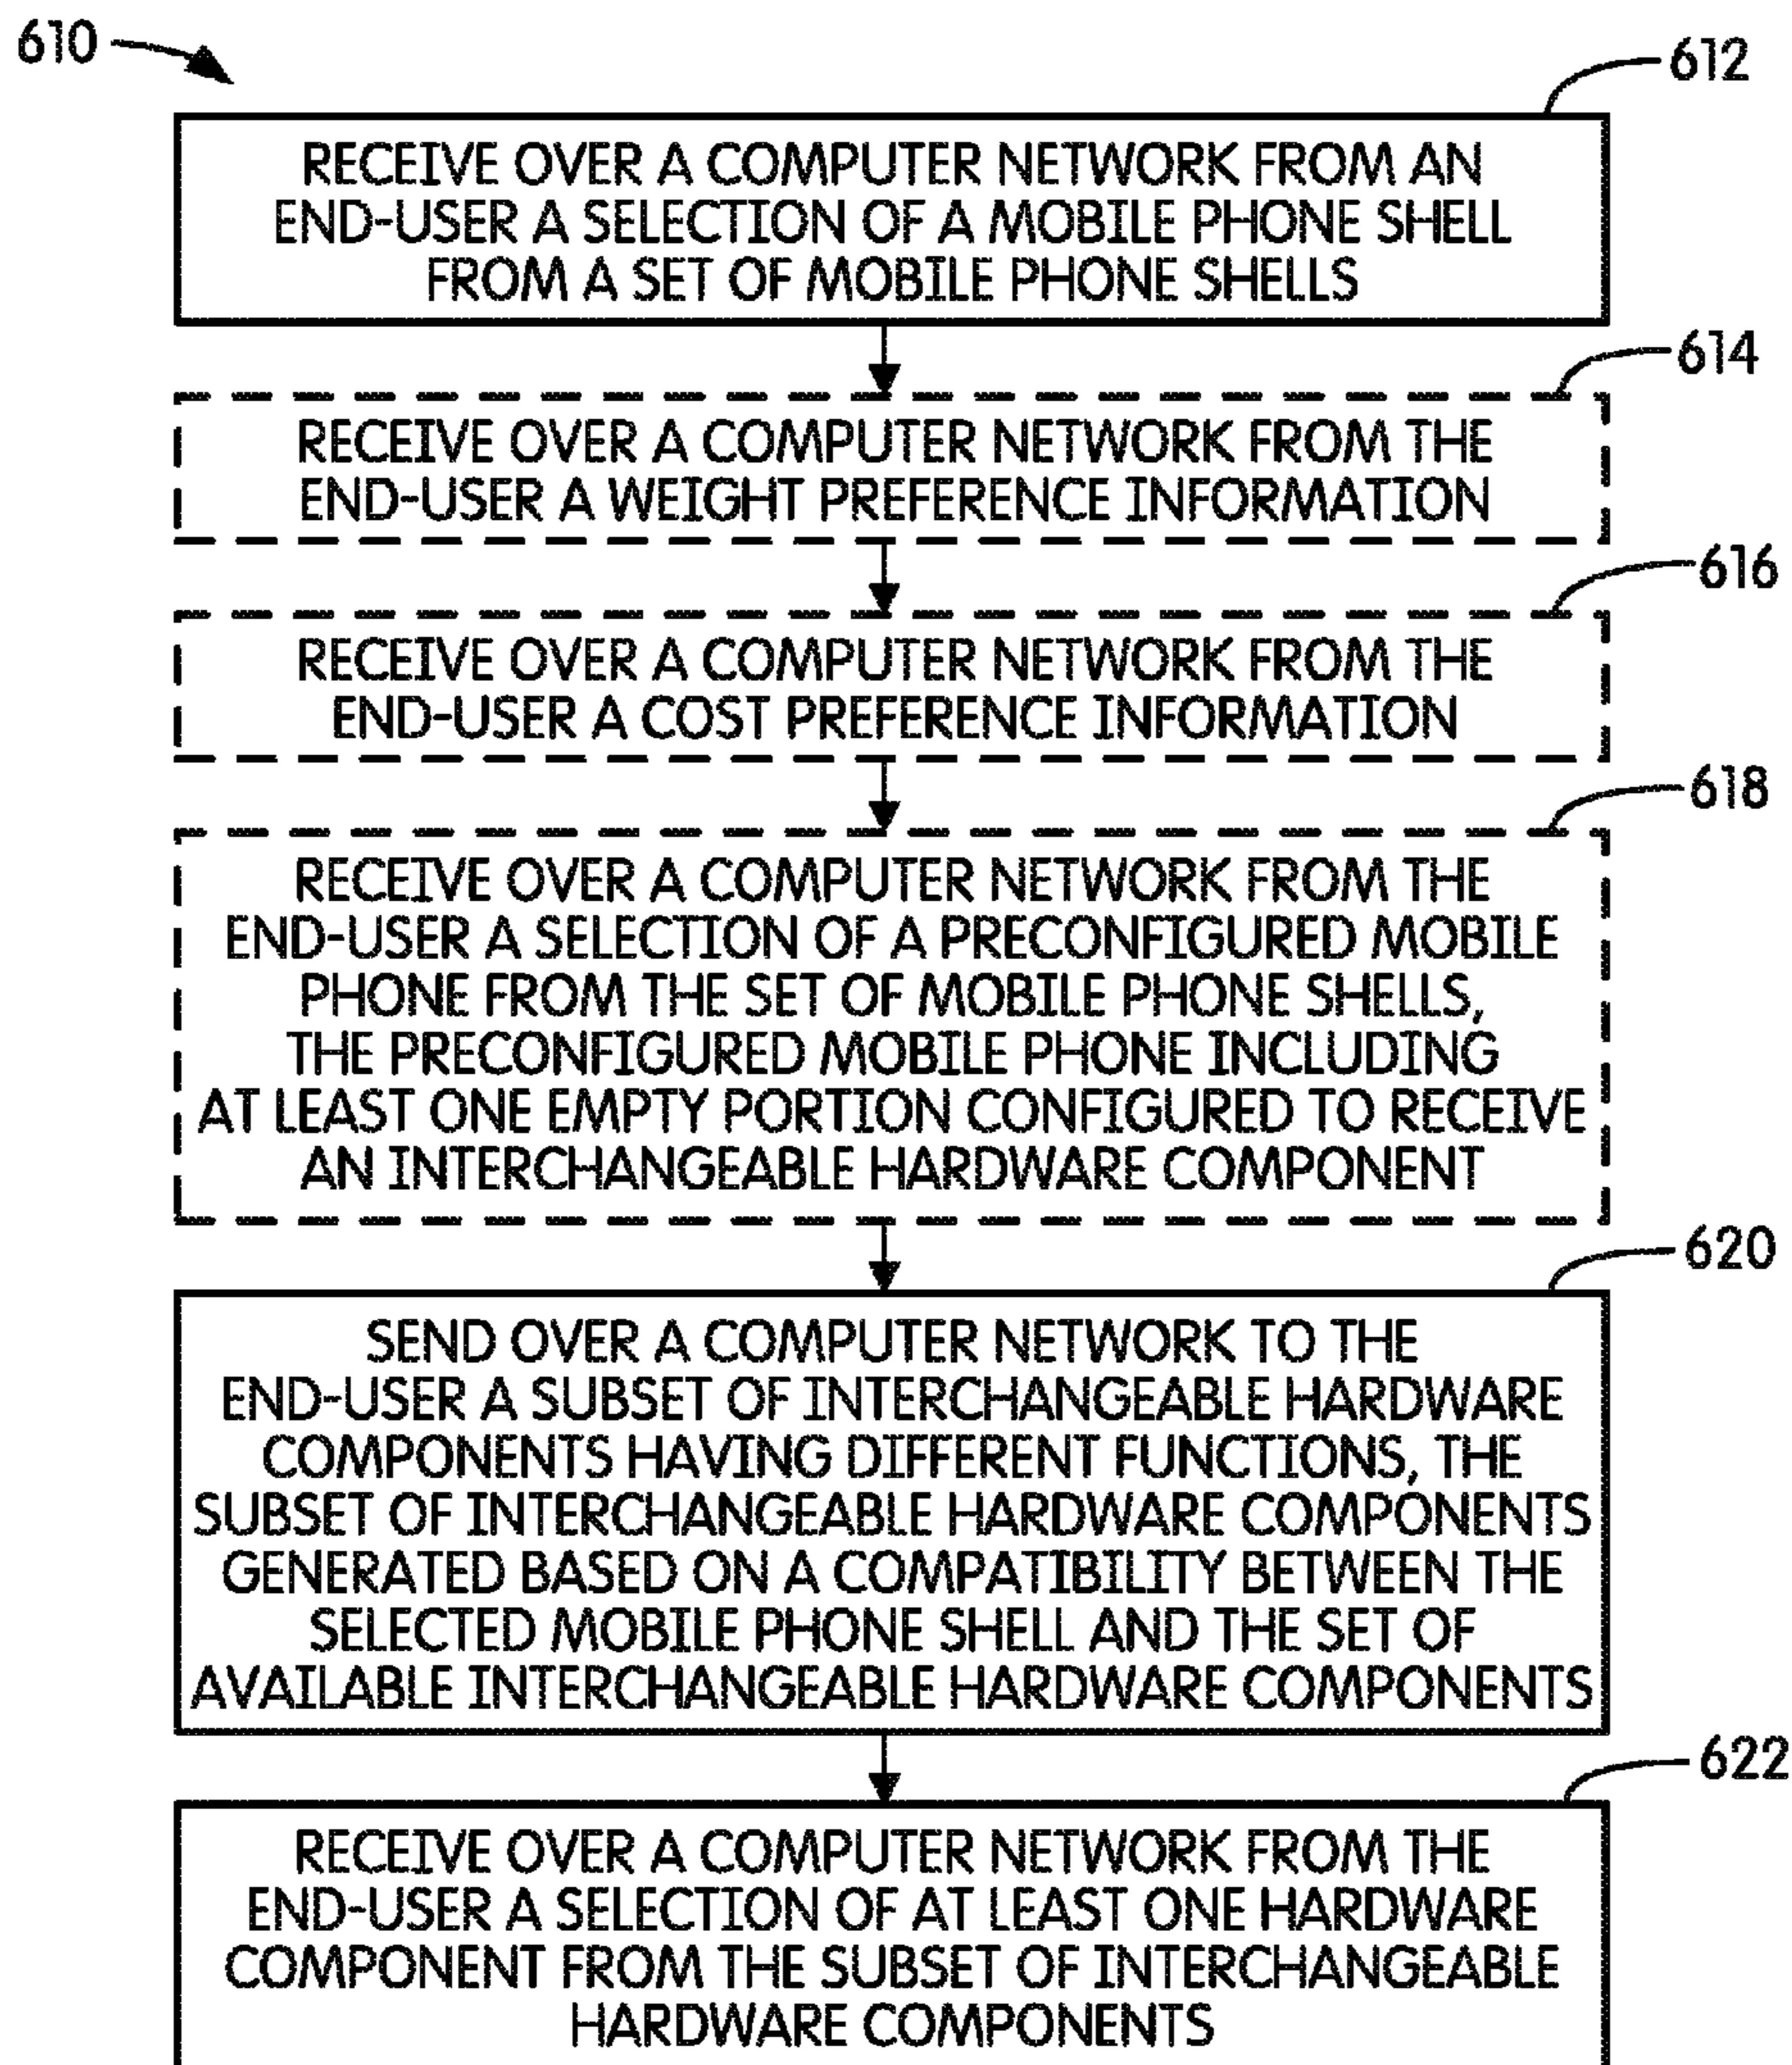 610
612
RECEIVE OVER A COMPUTER NETWORK FROM AN
END-USER A SELECTION OF A MOBILE PHONE SHELL
FROM A SET OF MOBILE PHONE SHELLS
614
RECEIVE OVER A COMPUTER NETWORK FROM THE
END-USER A WEIGHT PREFERENCE INFORMATION
616
RECEIVE OVER A COMPUTER NETWORK FROM THE
END-USER A COST PREFERENCE INFORMATION
618
RECEIVE OVER A COMPUTER NETWORK FROM THE
END-USER A SELECTION OF A PRECONFIGURED MOBILE
PHONE FROM THE SET OF MOBILE PHONE SHELLS,
THE PRECONFIGURED MOBILE PHONE INCLUDING
AT LEAST ONE EMPTY PORTION CONFIGURED TO RECEIVE
AN INTERCHANGEABLE HARDWARE COMPONENT
620
SEND OVER A COMPUTER NETWORK TO THE
END-USER A SUBSET OF INTERCHANGEABLE HARDWARE
COMPONENTS HAVING DIFFERENT FUNCTIONS, THE
SUBSET OF INTERCHANGEABLE HARDWARE COMPONENTS
GENERATED BASED ON A COMPATIBILITY BETWEEN THE
SELECTED MOBILE PHONE SHELL AND THE SET OF
AVAILABLE INTERCHANGEABLE HARDWARE COMPONENTS
622
RECEIVE OVER A COMPUTER NETWORK FROM THE
END-USER A SELECTION OF AT LEAST ONE HARDWARE
COMPONENT FROM THE SUBSET OF INTERCHANGEABLE
HARDWARE COMPONENTS